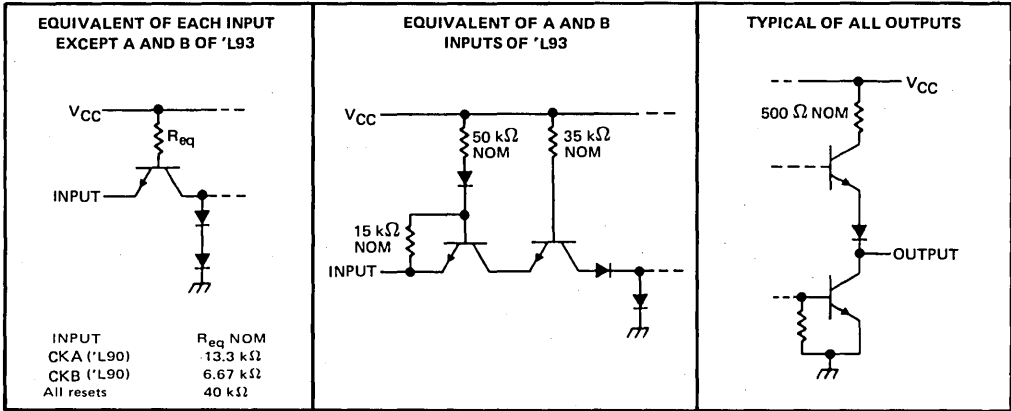 EQUIVALENT OF EACH INPUT
EXCEPT A AND B OF 'L93
VCC
Req
INPUT
INPUT Req NOM
CKA ('L90) 13.3 kΩ
CKB ('L90) 6.67 kΩ
All resets 40 kΩ
EQUIVALENT OF A AND B
INPUTS OF 'L93
VCC
50 kΩ
NOM
35 kΩ
NOM
15 kΩ
NOM
INPUT
TYPICAL OF ALL OUTPUTS
VCC
500 Ω NOM
OUTPUT